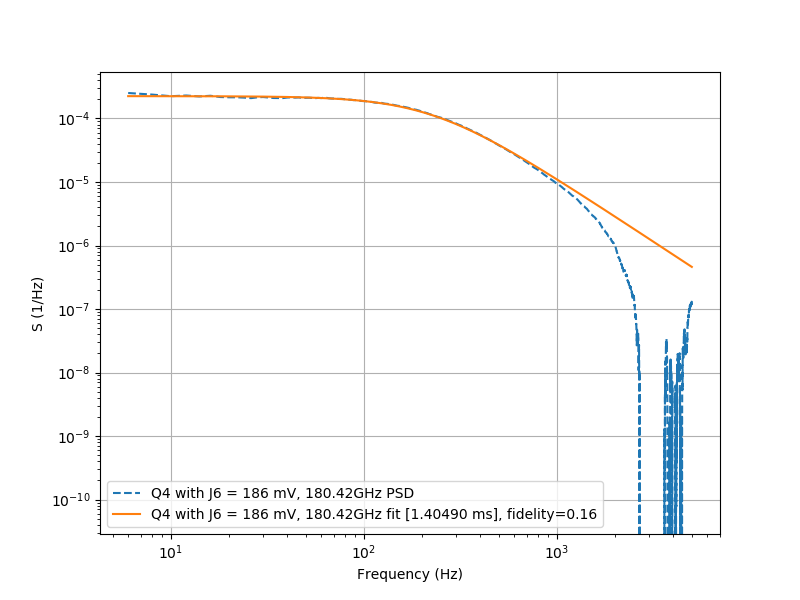 10⁻⁴
10⁻⁵
10⁻⁶
10⁻⁷
10⁻⁸
10⁻⁹
10⁻¹⁰
S (1/Hz)
Q4 with J6 = 186 mV, 180.42GHz PSD
Q4 with J6 = 186 mV, 180.42GHz fit [1.40490 ms], fidelity=0.16
10¹
10²
10³
Frequency (Hz)